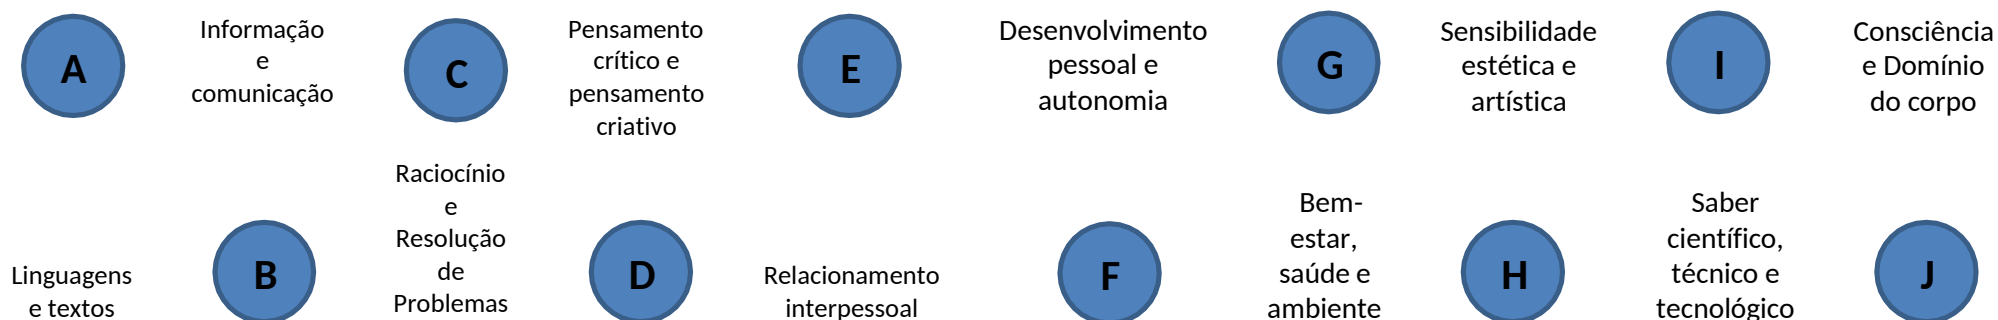 A
Linguagens
e textos
Informação
e
comunicação
B
C
Raciocínio
e
Resolução
de
Problemas
Pensamento
crítico e
pensamento
criativo
D
E
Relacionamento
interpessoal
Desenvolvimento
pessoal e
autonomia
F
G
Bem-
estar,
saúde e
ambiente
Sensibilidade
estética e
artística
H
I
Saber
científico,
técnico e
tecnológico
Consciência
e Domínio
do corpo
J